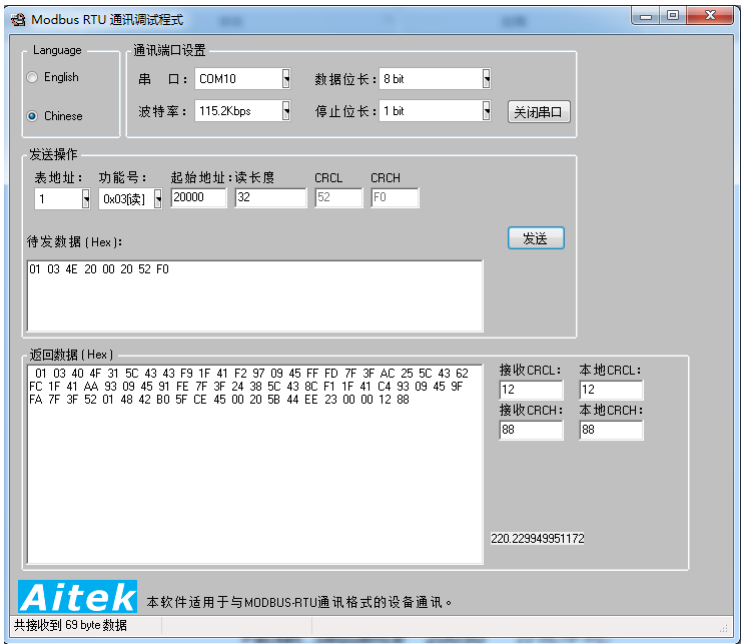 Modbus RTU 通讯调试程式
Language
English
Chinese
通讯端口设置
串 口: COM10 数据位长: 8 bit
波特率: 115.2Kbps 停止位长: 1 bit 关闭串口
发送操作
表地址: 功能号: 起始地址:读长度 CRCL CRCH
1 0x03[读] 20000 32 52 F0
待发数据(Hex):
发送
01 03 4E 20 00 20 52 F0
返回数据(Hex)
01 03 40 4F 31 5C 43 43 F9 1F 41 F2 97 09 45 FF FD 7F 3F AC 25 5C 43 62
FC 1F 41 AA 93 09 45 91 FE 7F 3F 24 38 5C 43 8C F1 1F 41 C4 93 09 45 9F
FA 7F 3F 52 01 48 42 B0 5F CE 45 00 20 5B 44 EE 23 00 00 12 88
接收CRCL: 本地CRCL:
12 12
接收CRCH: 本地CRCH:
88 88
220.229949951172
Aitek 本软件适用于与MODBUS-RTU通讯格式的设备通讯。
共接收到 69 byte 数据